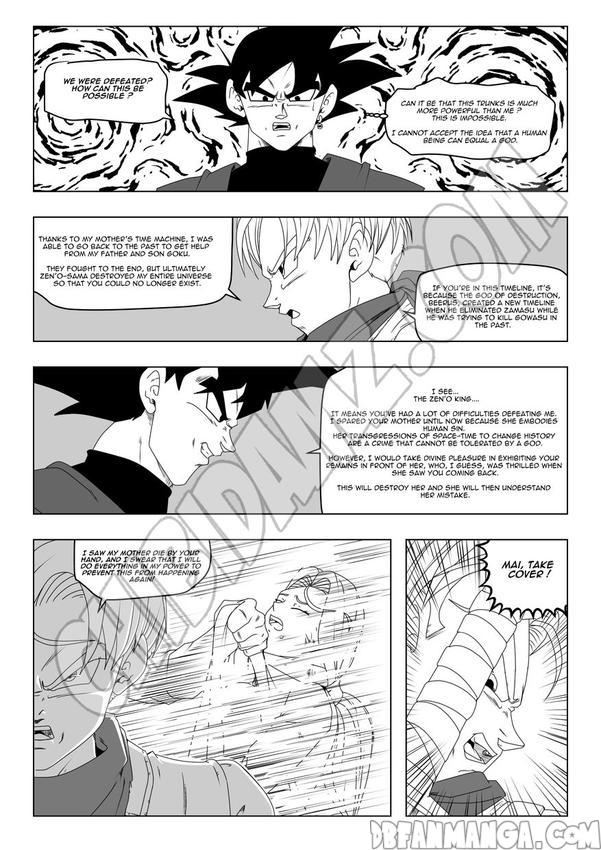 WE WERE DEFEATED?
HOW CAN THIS BE
POSSIBLE ?
CAN IT BE THAT THIS TRUNKS IS MUCH
MORE POWERFUL THAN ME ?
THIS IS IMPOSSIBLE.
I CANNOT ACCEPT THE IDEA THAT A HUMAN
BEING CAN EQUAL A GOD.
THANKS TO MY MOTHER'S TIME MACHINE, I WAS
ABLE TO GO BACK TO THE PAST TO GET HELP
FROM MY FATHER AND SON GOKU.
THEY FOUGHT TO THE END, BUT ULTIMATELY
ZEN'O-SAMA DESTROYED MY ENTIRE UNIVERSE
SO THAT YOU COULD NO LONGER EXIST.
IF YOU'RE IN THIS TIMELINE, IT'S
BECAUSE THE GOD OF DESTRUCTION,
BEERUS, CREATED A NEW TIMELINE
WHEN HE ELIMINATED ZAMASU WHILE
HE WAS TRYING TO KILL GOWASU IN
THE PAST.
I SEE...
THE ZEN'O KING....
IT MEANS YOU'VE HAD A LOT OF DIFFICULTIES DEFEATING ME.
I SPARED YOUR MOTHER UNTIL NOW BECAUSE SHE EMBODIES
HUMAN SIN.
HER TRANSGRESSIONS OF SPACE-TIME TO CHANGE HISTORY
ARE A CRIME THAT CANNOT BE TOLERATED BY A GOD.
HOWEVER, I WOULD TAKE DIVINE PLEASURE IN EXHIBITING YOUR
REMAINS IN FRONT OF HER, WHO, I GUESS, WAS THRILLED WHEN
SHE SAW YOU COMING BACK.
THIS WILL DESTROY HER AND SHE WILL THEN UNDERSTAND
HER MISTAKE.
I SAW MY MOTHER DIE BY YOUR
HAND, AND I SWEAR THAT I WILL
DO EVERYTHING IN MY POWER TO
PREVENT THIS FROM HAPPENING
AGAIN!
MAI, TAKE
COVER !
DBFANMANGA.COM